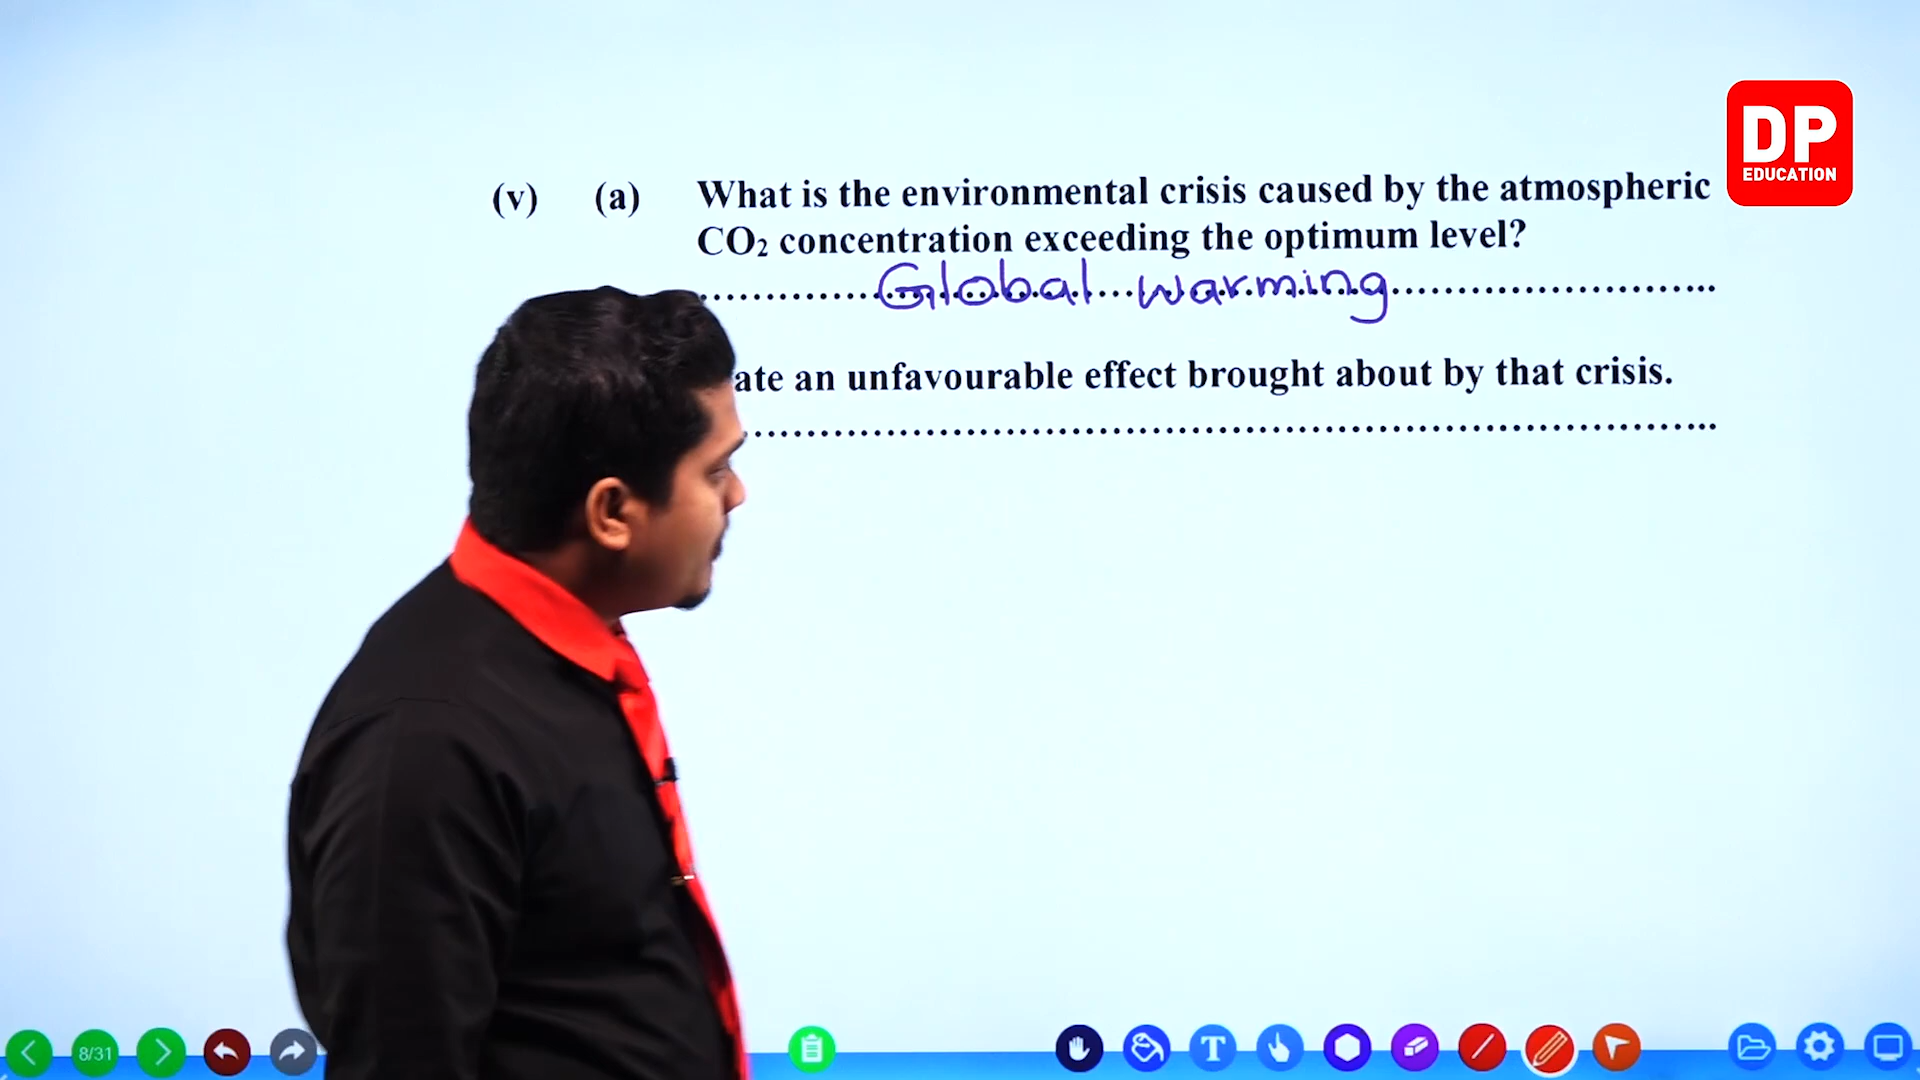 DP
EDUCATION
(v) (a) What is the environmental crisis caused by the atmospheric
CO₂ concentration exceeding the optimum level?
Global warming
ate an unfavourable effect brought about by that crisis.
8/31
T